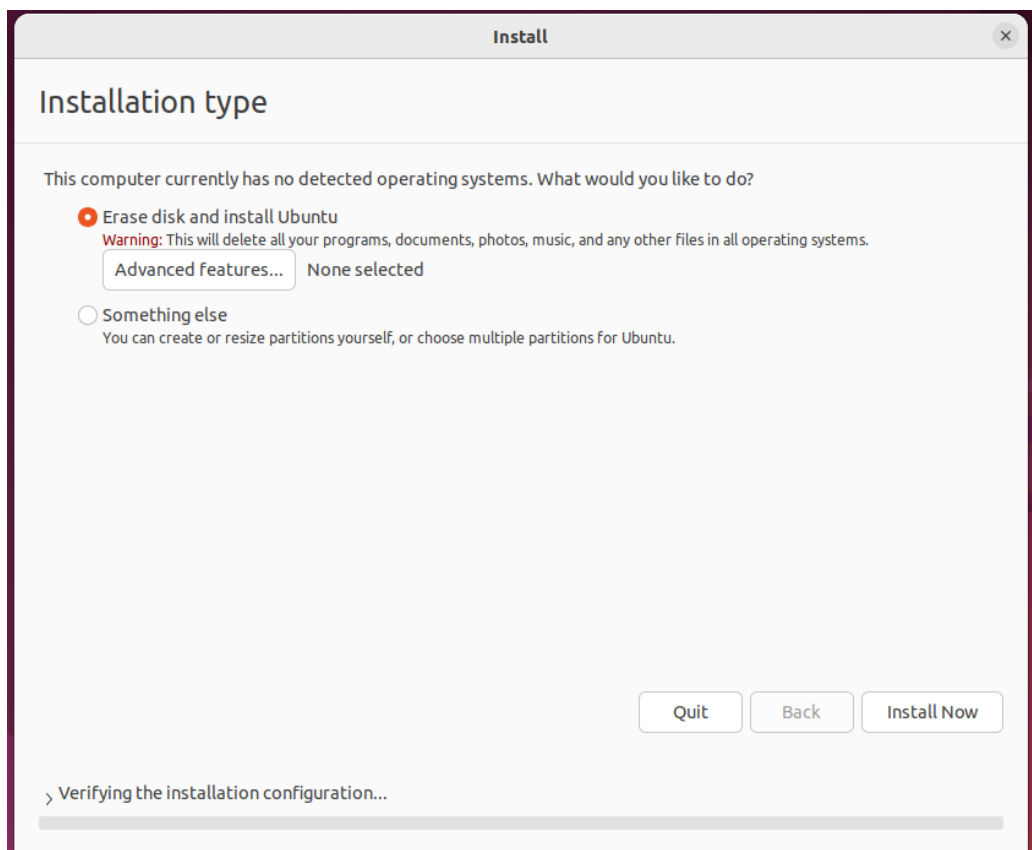 Install
Installation type
This computer currently has no detected operating systems. What would you like to do?
Erase disk and install Ubuntu
Warning: This will delete all your programs, documents, photos, music, and any other files in all operating systems.
Advanced features... None selected
Something else
You can create or resize partitions yourself, or choose multiple partitions for Ubuntu.
Quit Back Install Now
Verifying the installation configuration...